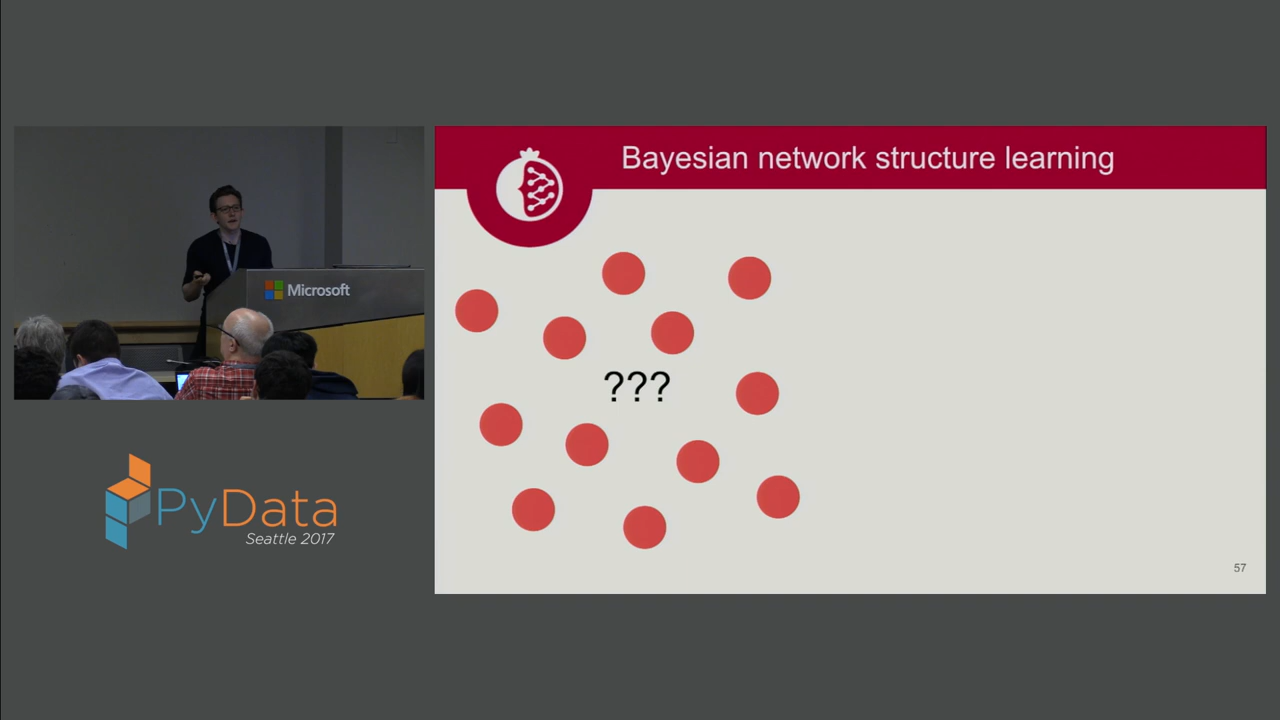 Bayesian network structure learning
Microsoft
???
PyData
Seattle 2017
57